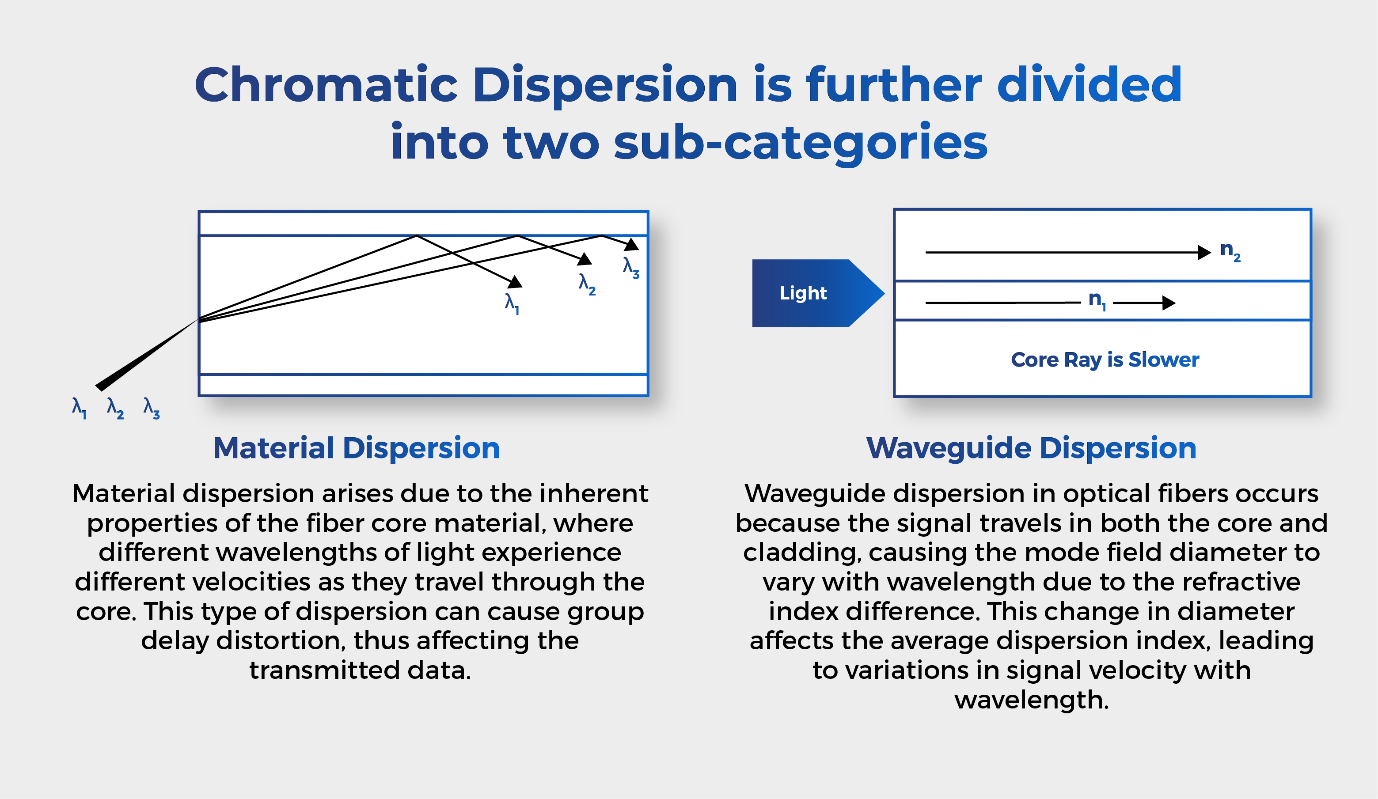 Chromatic Dispersion is further divided
into two sub-categories
λ1 λ2 λ3
λ1
λ2
λ3
Material Dispersion
Material dispersion arises due to the inherent
properties of the fiber core material, where
different wavelengths of light experience
different velocities as they travel through the
core. This type of dispersion can cause group
delay distortion, thus affecting the
transmitted data.
Light
n2
n1
Core Ray is Slower
Waveguide Dispersion
Waveguide dispersion in optical fibers occurs
because the signal travels in both the core and
cladding, causing the mode field diameter to
vary with wavelength due to the refractive
index difference. This change in diameter
affects the average dispersion index, leading
to variations in signal velocity with
wavelength.